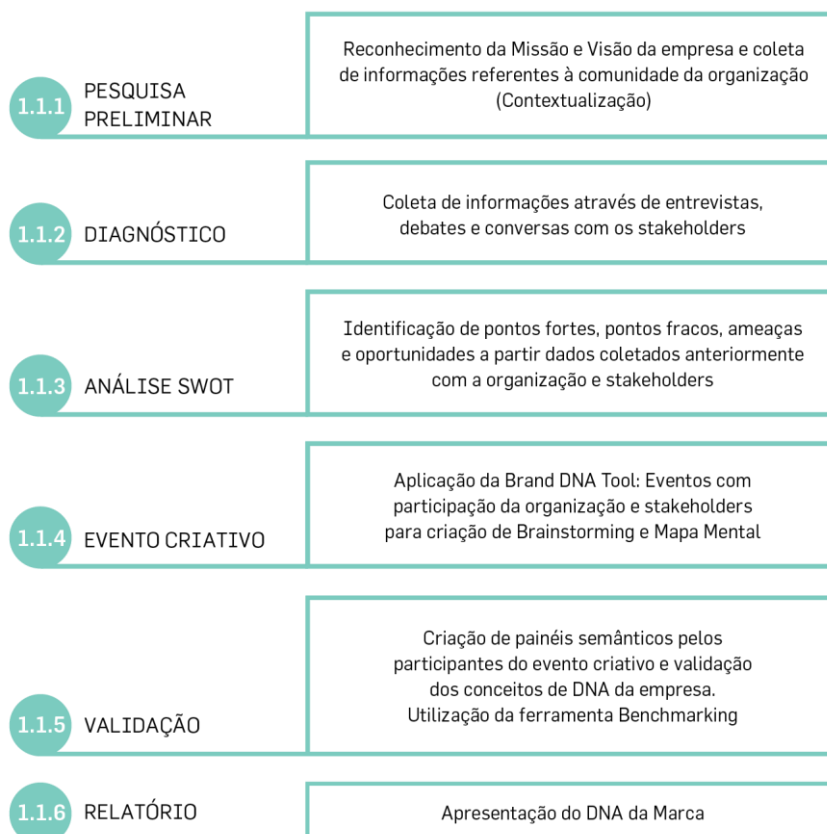 1.1.1
PESQUISA
PRELIMINAR
Reconhecimento da Missão e Visão da empresa e coleta
de informações referentes à comunidade da organização
(Contextualização)
1.1.2
DIAGNÓSTICO
Coleta de informações através de entrevistas,
debates e conversas com os stakeholders
1.1.3
ANÁLISE SWOT
Identificação de pontos fortes, pontos fracos, ameaças
e oportunidades a partir dados coletados anteriormente
com a organização e stakeholders
1.1.4
EVENTO CRIATIVO
Aplicação da Brand DNA Tool: Eventos com
participação da organização e stakeholders
para criação de Brainstorming e Mapa Mental
1.1.5
VALIDAÇÃO
Criação de painéis semânticos pelos
participantes do evento criativo e validação
dos conceitos de DNA da empresa.
Utilização da ferramenta Benchmarking
1.1.6
RELATÓRIO
Apresentação do DNA da Marca